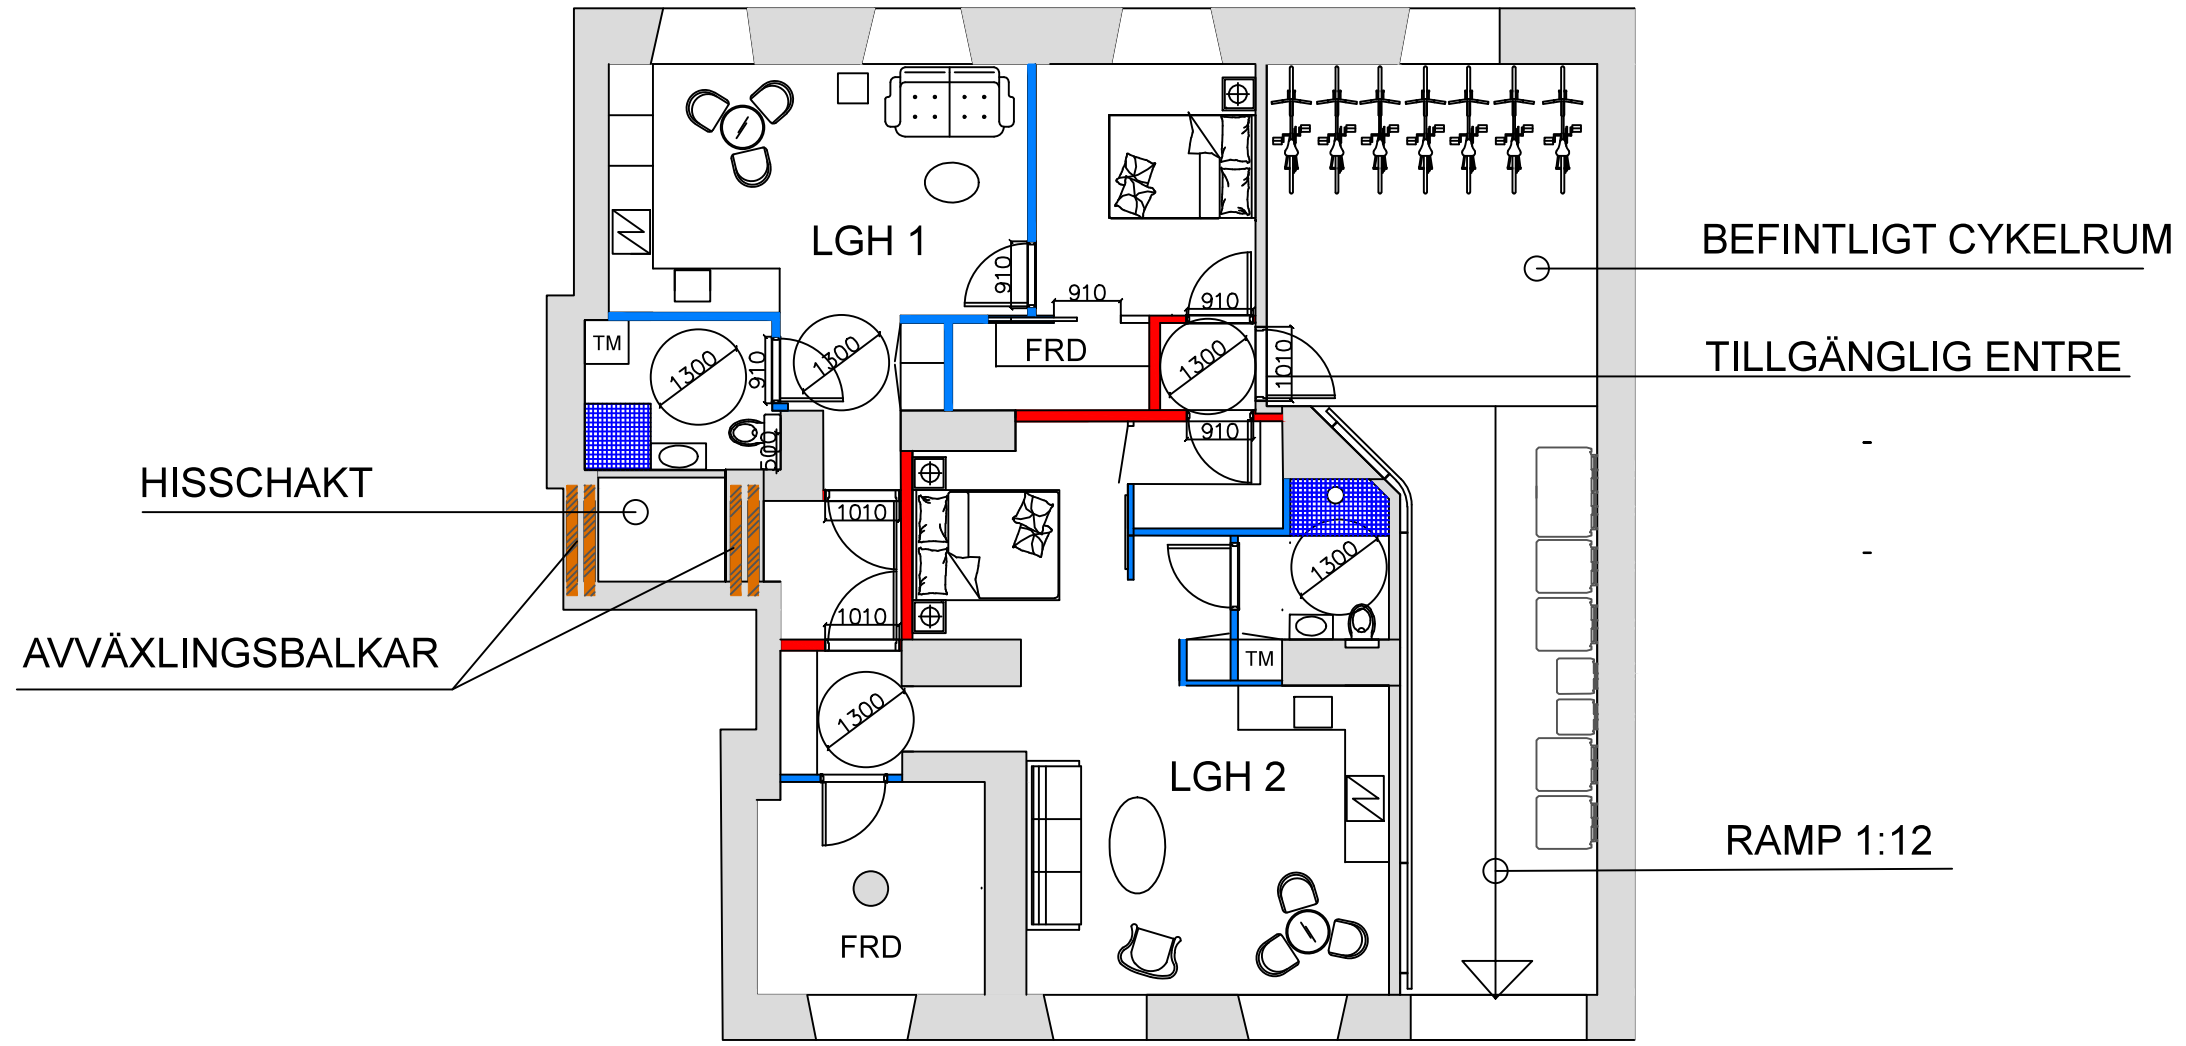 LGH 1
BEFINTLIGT CYKELRUM
910
910
910
TM
1300
910
1300
FRD
1300
1010
TILLGÄNGLIG ENTRE
910
500
-
HISSCHAKT
1010
1300
-
1010
AVVÄXLINGSBALKAR
TM
1300
LGH 2
RAMP 1:12
FRD